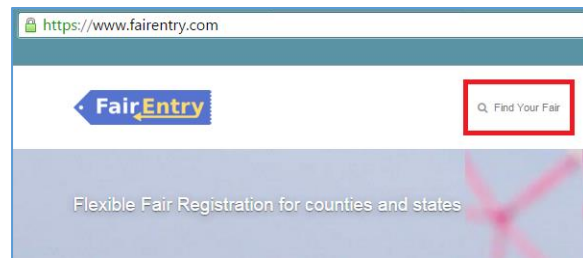 https://www.fairentry.com
FairEntry
Find Your Fair
Flexible Fair Registration for counties and states